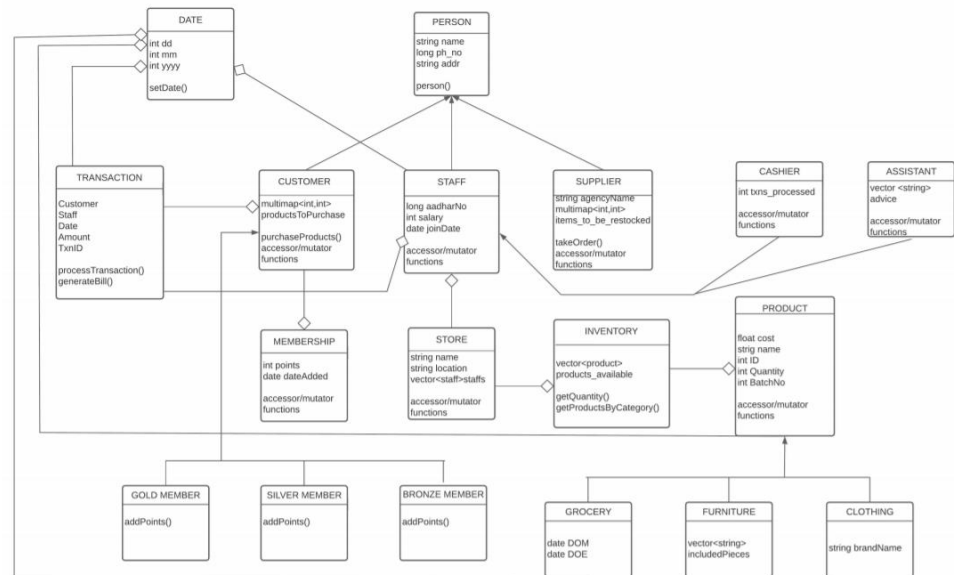 DATE
int dd
int mm
int yyyy
setDate()
PERSON
string name
long ph_no
string addr
person()
TRANSACTION
Customer
Staff
Date
Amount
TxnID
processTransaction()
generateBill()
CUSTOMER
multimap<int,int>
productsToPurchase
purchaseProducts()
accessor/mutator
functions
STAFF
long aadharNo
int salary
date joinDate
accessor/mutator
functions
SUPPLIER
string agencyName
multimap<int,int>
items_to_be_restocked
takeOrder()
accessor/mutator
functions
CASHIER
int txns_processed
accessor/mutator
functions
ASSISTANT
vector <string>
advice
accessor/mutator
functions
MEMBERSHIP
int points
date dateAdded
accessor/mutator
functions
STORE
string name
string location
vector<staff>staffs
accessor/mutator
functions
INVENTORY
vector<product>
products_available
getQuantity()
getProductsByCategory()
PRODUCT
float cost
strig name
int ID
int Quantity
int BatchNo
accessor/mutator
functions
GOLD MEMBER
addPoints()
SILVER MEMBER
addPoints()
BRONZE MEMBER
addPoints()
GROCERY
date DOM
date DOE
FURNITURE
vector<string>
includedPieces
CLOTHING
string brandName